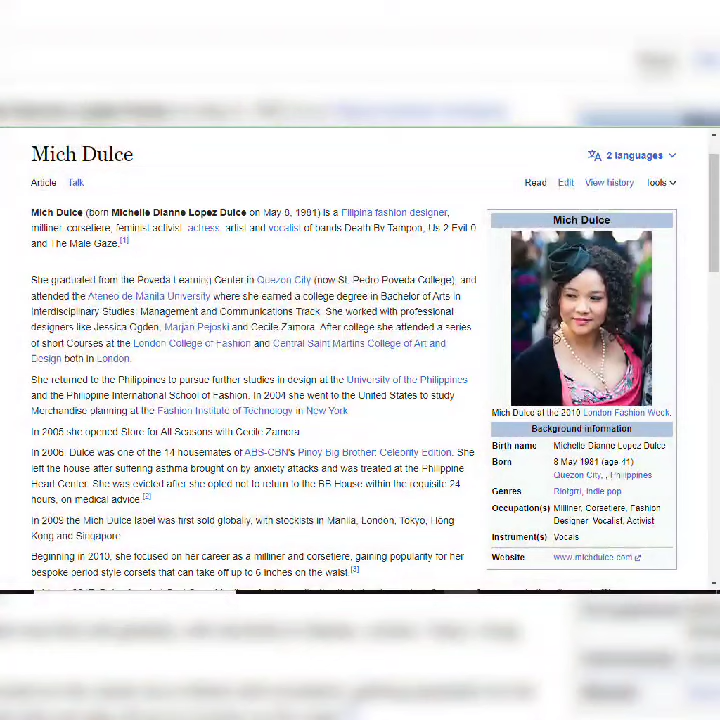 Mich Dulce
2 languages
Article Talk
Read Edit View history Tools
Mich Dulce (born Michelle Dianne Lopez Dulce on May 8, 1981) is a Filipina fashion designer,
milliner, corsetiere, feminist activist, actress, artist and vocalist of bands Death By Tampon, Us 2 Evil 0
and The Male Gaze.[1]
She graduated from the Poveda Learning Center in Quezon City (now St. Pedro Poveda College), and
attended the Ateneo de Manila University where she earned a college degree in Bachelor of Arts in
Interdisciplinary Studies: Management and Communications Track. She worked with professional
designers like Jessica Ogden, Marjan Pejoski and Cecile Zamora. After college she attended a series
of short Courses at the London College of Fashion and Central Saint Martins College of Art and
Design both in London.
She returned to the Philippines to pursue further studies in design at the University of the Philippines
and the Philippine International School of Fashion. In 2004 she went to the United States to study
Merchandise planning at the Fashion Institute of Technology in New York
In 2005 she opened Store for All Seasons with Cecile Zamora.
In 2006, Dulce was one of the 14 housemates of ABS-CBN's Pinoy Big Brother: Celebrity Edition. She
left the house after suffering asthma brought on by anxiety attacks and was treated at the Philippine
Heart Center. She was evicted after she opted not to return to the BB House within the requisite 24
hours, on medical advice.[2]
In 2009 the Mich Dulce label was first sold globally, with stockists in Manila, London, Tokyo, Hong
Kong and Singapore.
Beginning in 2010, she focused on her career as a milliner and corsetiere, gaining popularity for her
bespoke period style corsets that can take off up to 6 inches on the waist.[3]
Mich Dulce
Mich Dulce at the 2010 London Fashion Week.
Background information
Birth name Michelle Dianne Lopez Dulce
Born 8 May 1981 (age 41)
Quezon City, , Philippines
Genres Riotgrrl, indie pop
Occupation(s) Milliner, Corsetiere, Fashion
Designer, Vocalist, Activist
Instrument(s) Vocals
Website www.michdulce.com